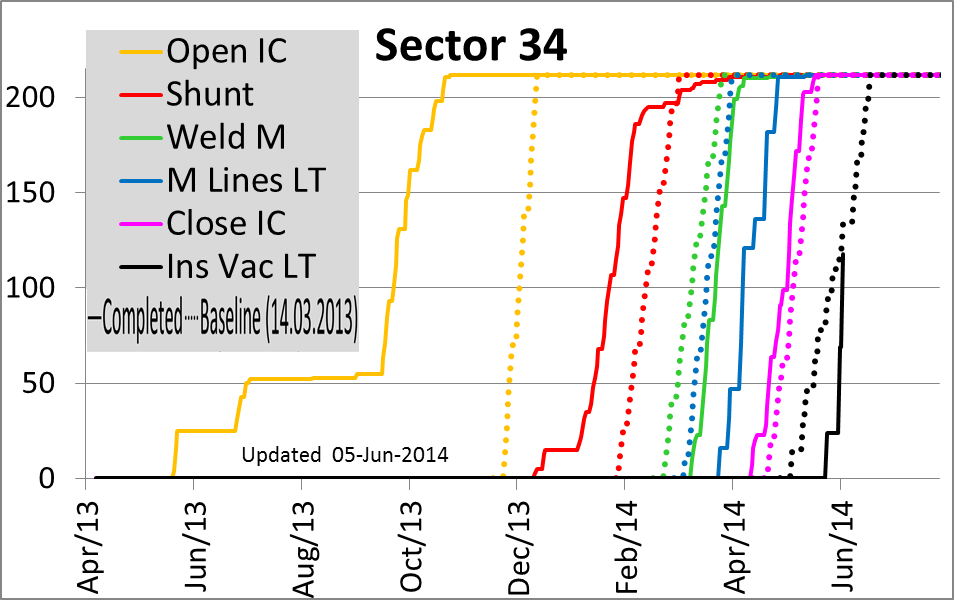 Sector 34
Open IC
Shunt
Weld M
M Lines LT
Close IC
Ins Vac LT
Completed Baseline (14.03.2013)
200
150
100
50
0
Updated 05-Jun-2014
Apr/13
Jun/13
Aug/13
Oct/13
Dec/13
Feb/14
Apr/14
Jun/14